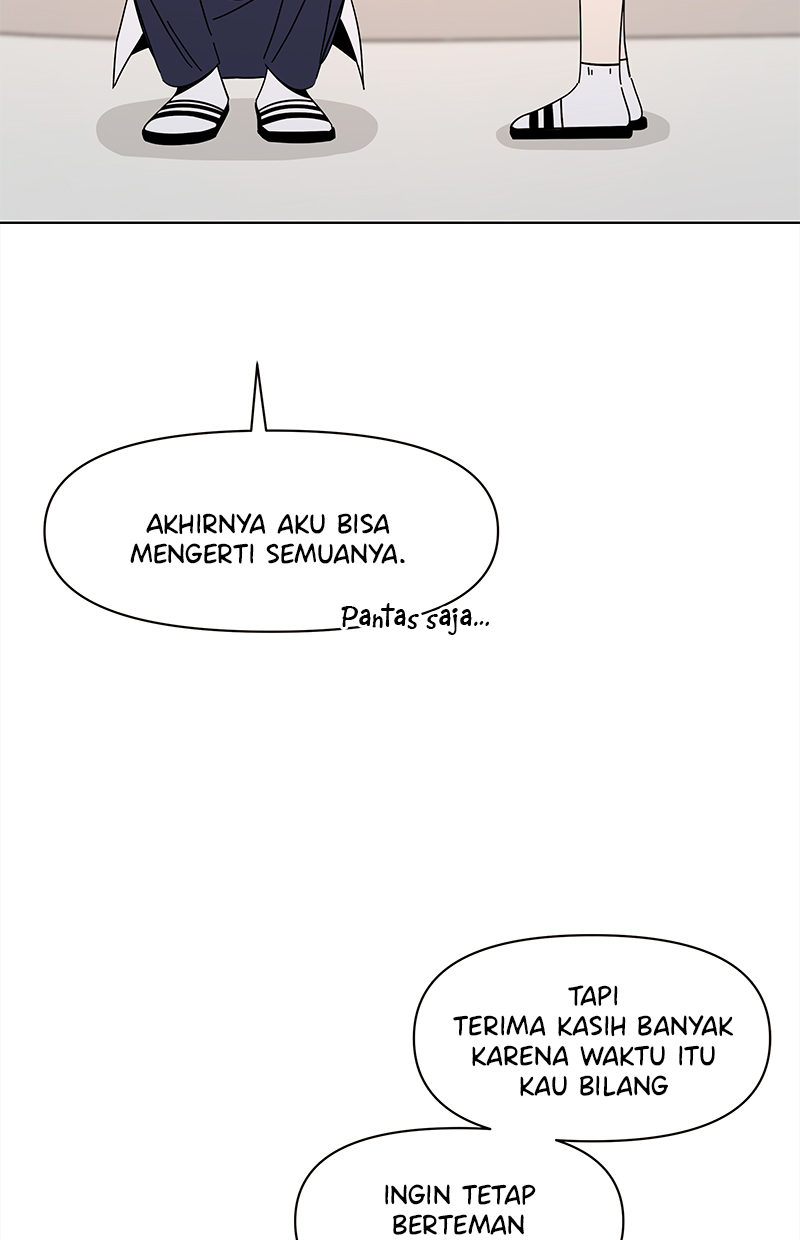 AKHIRNYA AKU BISA
MENGERTI SEMUANYA.
Pantas saja...
TAPI
TERIMA KASIH BANYAK
KARENA WAKTU ITU
KAU BILANG
INGIN TETAP
BERTEMAN